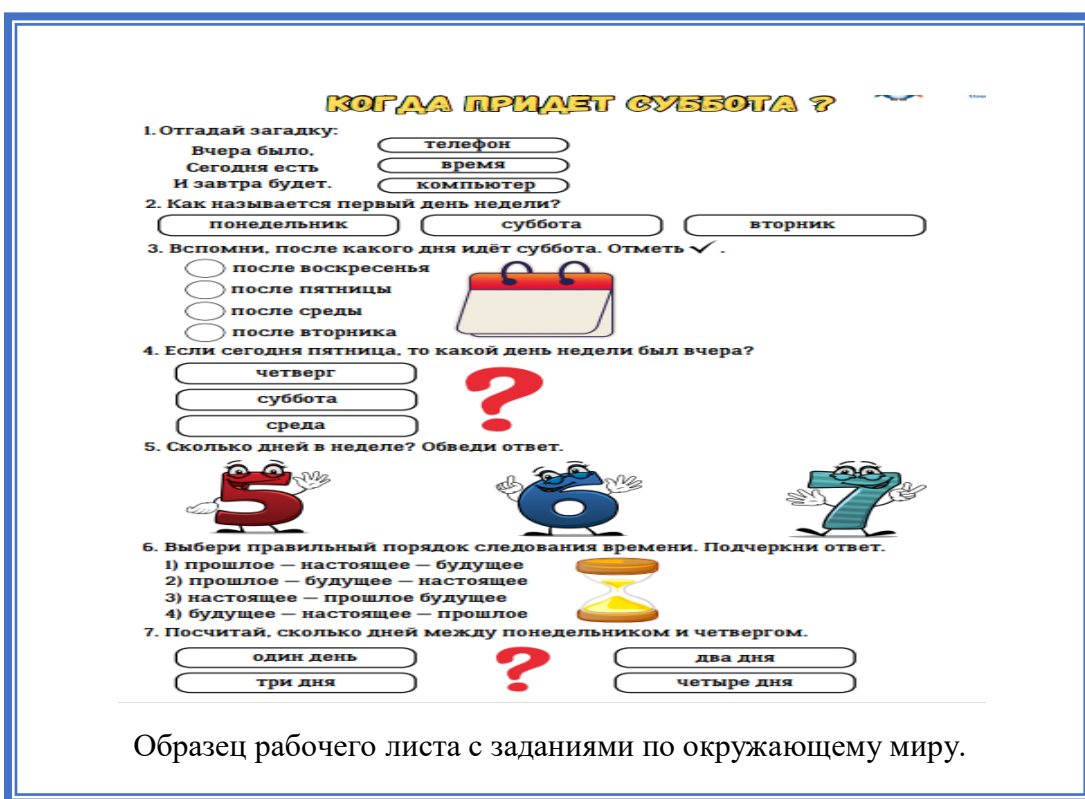 КОГДА ПРИДЕТ СУББОТА ?
1. Отгадай загадку:
Вчера было,
Сегодня есть
И завтра будет.
телефон
время
компьютер
2. Как называется первый день недели?
понедельник суббота вторник
3. Вспомни, после какого дня идёт суббота. Отметь ✓ .
после воскресенья
после пятницы
после среды
после вторника
4. Если сегодня пятница, то какой день недели был вчера?
четверг
суббота
среда
?
5. Сколько дней в неделе? Обведи ответ.
5 6 7
6. Выбери правильный порядок следования времени. Подчеркни ответ.
1) прошлое — настоящее — будущее
2) прошлое — будущее — настоящее
3) настоящее — прошлое будущее
4) будущее — настоящее — прошлое
7. Посчитай, сколько дней между понедельником и четвергом.
один день ? два дня
три дня четыре дня
Образец рабочего листа с заданиями по окружающему миру.